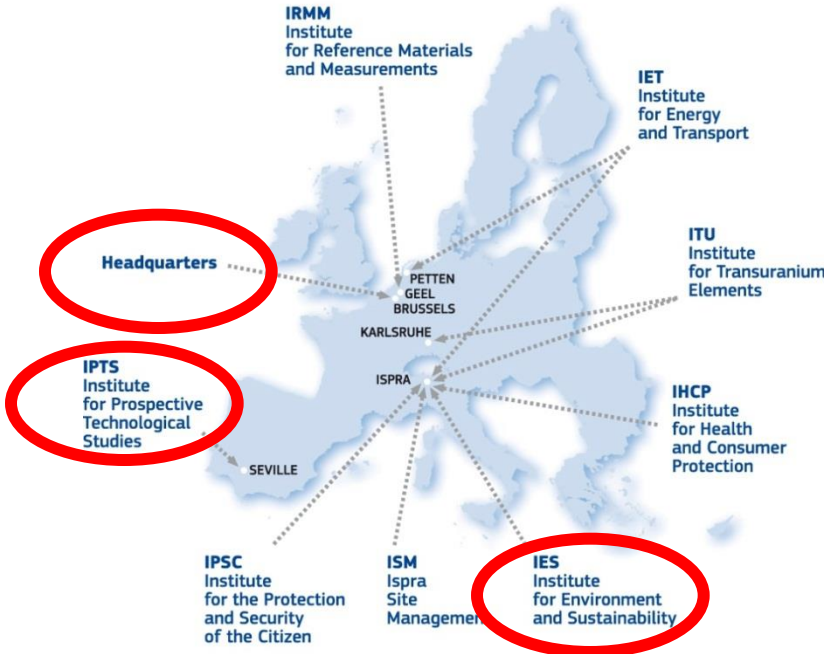 IRMM
Institute
for Reference Materials
and Measurements
IET
Institute
for Energy
and Transport
Headquarters
ITU
Institute
for Transuranium
Elements
PETTEN
GEEL
BRUSSELS
KARLSRUHE
ISPRA
SEVILLE
IPTS
Institute
for Prospective
Technological
Studies
IHCP
Institute
for Health
and Consumer
Protection
IPSC
Institute
for the Protection
and Security
of the Citizen
ISM
Ispra
Site
Management
IES
Institute
for Environment
and Sustainability